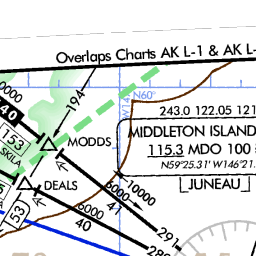 Overlaps Charts AK L-1 & AK L-
N60°
194
243.0 122.05 121
40
153
SKILA
MODDS
MIDDLETON ISLAND
115.3 MDO 100
N59°25.31' W146°21.
JUNEAU
DEALS
10000
6000
41
6000
40
53
291